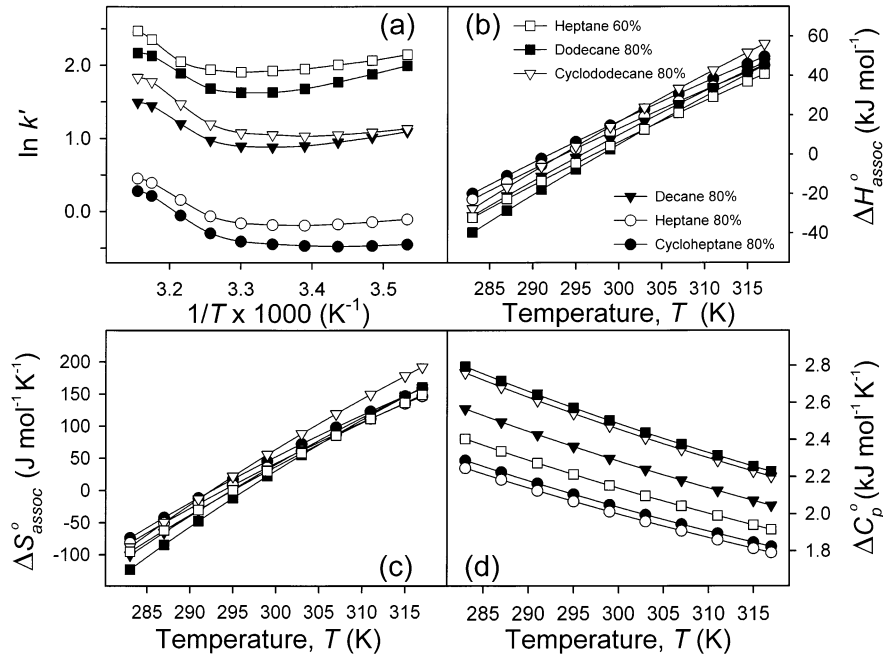 (a)
Heptane 60%
Dodecane 80%
Cyclododecane 80%
2.0
1.0
0.0
ln k′
3.2 3.3 3.4 3.5
1/T x 1000 (K⁻¹)
(b)
Decane 80%
Heptane 80%
Cycloheptane 80%
60
40
20
0
-20
-40
ΔH°assoc (kJ mol⁻¹)
285 290 295 300 305 310 315
Temperature, T (K)
200
150
100
50
0
-50
-100
ΔS°assoc (J mol⁻¹ K⁻¹)
(c)
285 290 295 300 305 310 315
Temperature, T (K)
(d)
2.8
2.6
2.4
2.2
2.0
1.8
ΔC°p (kJ mol⁻¹ K⁻¹)
285 290 295 300 305 310 315
Temperature, T (K)